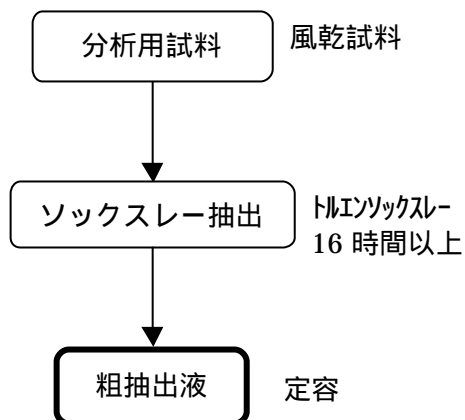 分析用試料
風乾試料
ソックスレー抽出
ﾄﾙｴﾝｿｯｸｽﾚｰ
16 時間以上
粗抽出液
定容